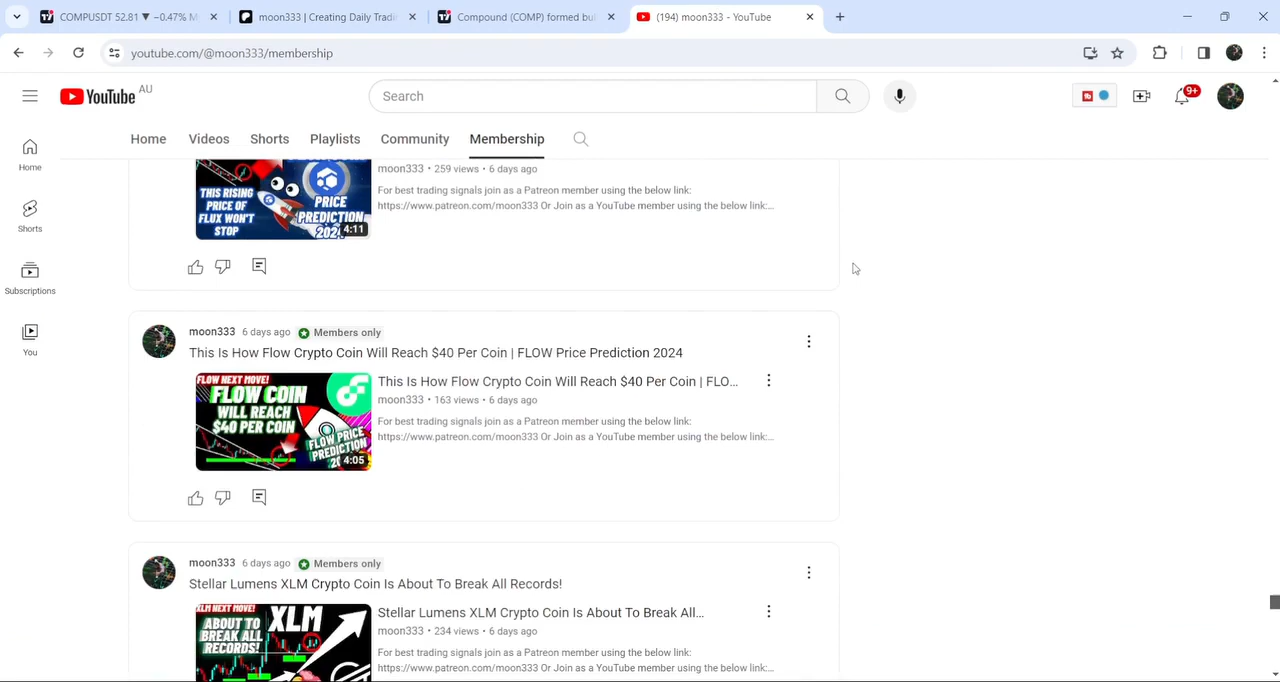 COMPUSDT 52.81 ▼ −0.47% M
moon333 | Creating Daily Tradi
Compound (COMP) formed bu
(194) moon333 - YouTube
youtube.com/@moon333/membership
YouTube AU
Search
9+
Home
Videos
Shorts
Playlists
Community
Membership
Home
Shorts
Subscriptions
You
THIS RISING
PRICE OF
FLUX WON'T
STOP
PRICE
PREDICTION
202
4:11
moon333 • 259 views • 6 days ago
For best trading signals join as a Patreon member using the below link:
https://www.patreon.com/moon333 Or Join as a YouTube member using the below link:...
moon333 6 days ago Members only
This Is How Flow Crypto Coin Will Reach $40 Per Coin | FLOW Price Prediction 2024
FLOW NEXT MOVE!
FLOW COIN
WILL REACH
$40 PER COIN
FLOW PRICE
PREDICTION
4:05
This Is How Flow Crypto Coin Will Reach $40 Per Coin | FLO...
moon333 • 163 views • 6 days ago
For best trading signals join as a Patreon member using the below link:
https://www.patreon.com/moon333 Or Join as a YouTube member using the below link:...
moon333 6 days ago Members only
Stellar Lumens XLM Crypto Coin Is About To Break All Records!
XLM NEXT MOVE!
ABOUT TO
BREAK ALL
RECORDS!
XLM
Stellar Lumens XLM Crypto Coin Is About To Break All...
moon333 • 234 views • 6 days ago
For best trading signals join as a Patreon member using the below link:
https://www.patreon.com/moon333 Or Join as a YouTube member using the below link:...